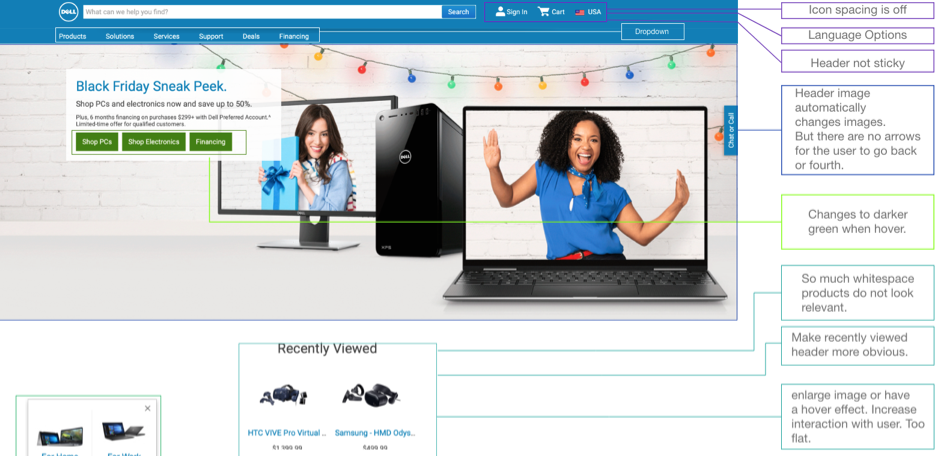 DELL
What can we help you find?
Search
Sign In
Cart
USA
Icon spacing is off
Language Options
Header not sticky
Products
Solutions
Services
Support
Deals
Financing
Dropdown
Black Friday Sneak Peek.
Shop PCs and electronics now and save up to 50%.
Plus, 6 months financing on purchases $299+ with Dell Preferred Account.^
Limited-time offer for qualified customers.
Shop PCs
Shop Electronics
Financing
DELL
XPS
Chat or Call
Header image
automatically
changes images.
But there are no arrows
for the user to go back
or fourth.
Changes to darker
green when hover.
So much whitespace
products do not look
relevant.
Make recently viewed
header more obvious.
Recently Viewed
HTC VIVE Pro Virtual ..
Samsung - HMD Odys...
$1,399.99
$499.99
enlarge image or have
a hover effect. Increase
interaction with user. Too
flat.
For Home
For Work